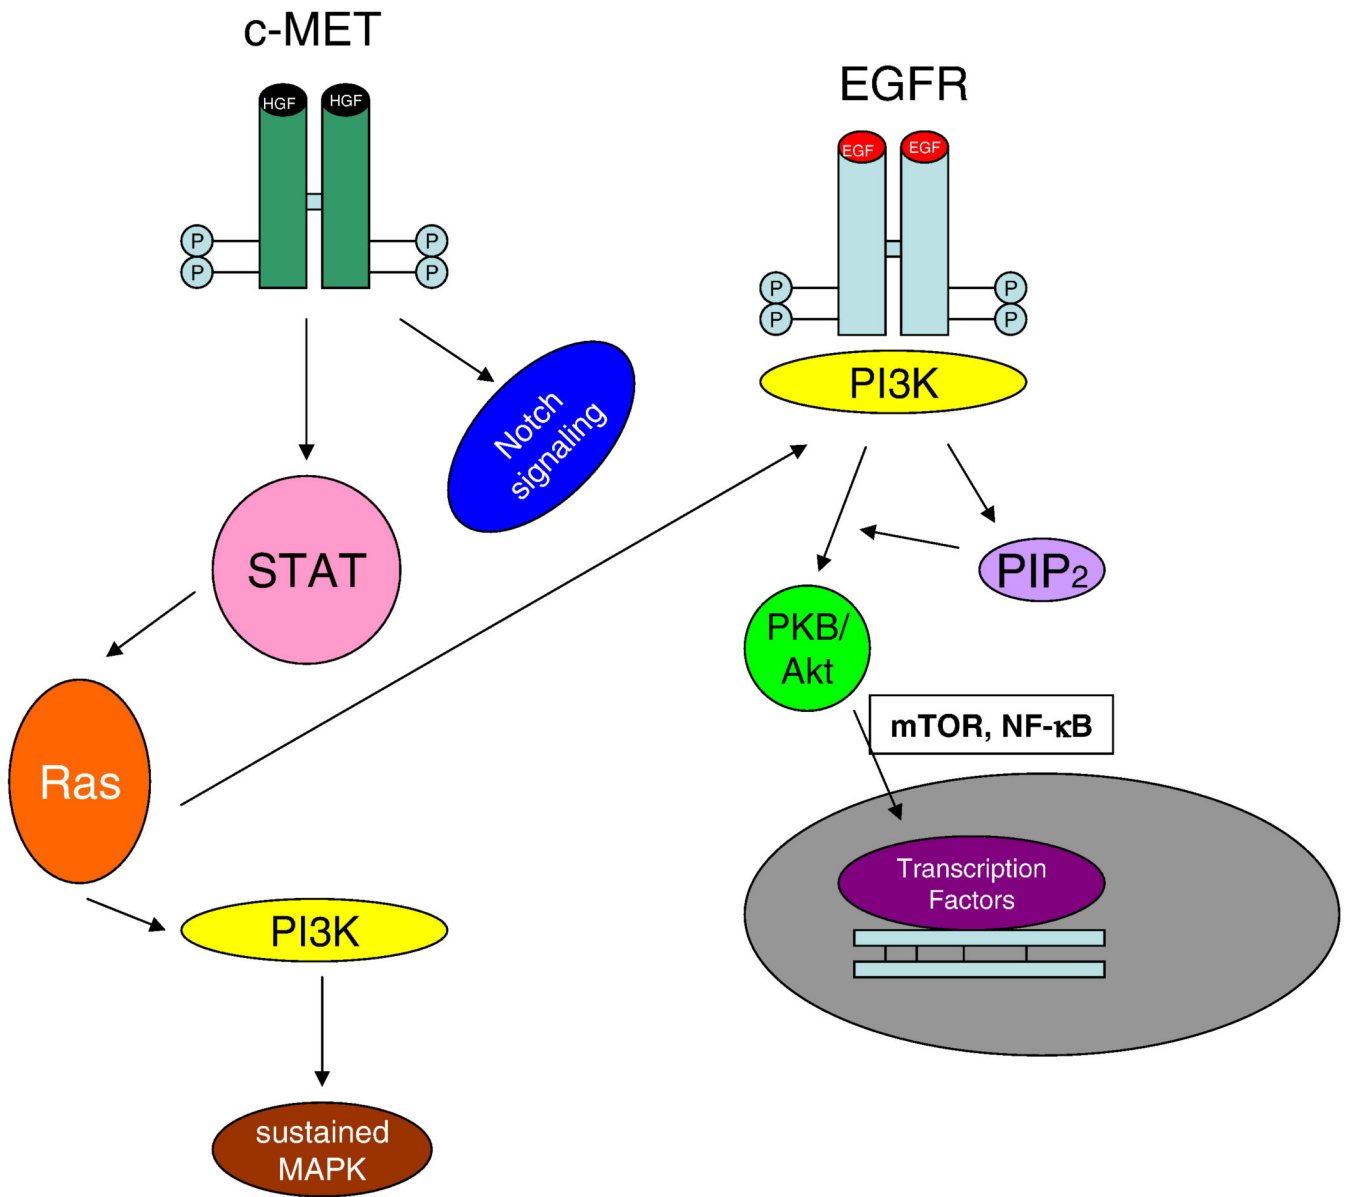 c-MET
HGF HGF
P P
P P
EGFR
EGF EGF
P P
P P
PI3K
Notch
signaling
STAT
PIP₂
PKB/
Akt
mTOR, NF-κB
Ras
Transcription
Factors
PI3K
sustained
MAPK